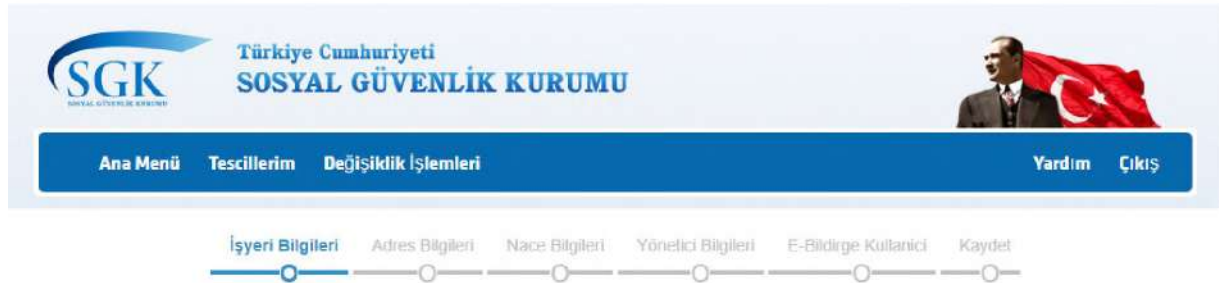 Türkiye Cumhuriyeti
SGK
SOSYAL GÜVENLİK KURUMU
SOSYAL GÜVENLİK KURUMU
Ana Menü Tescillerim Değişiklik İşlemleri Yardım Çıkış
İşyeri Bilgileri Adres Bilgileri Nace Bilgileri Yönetici Bilgileri E-Bildirge Kullanici Kaydet